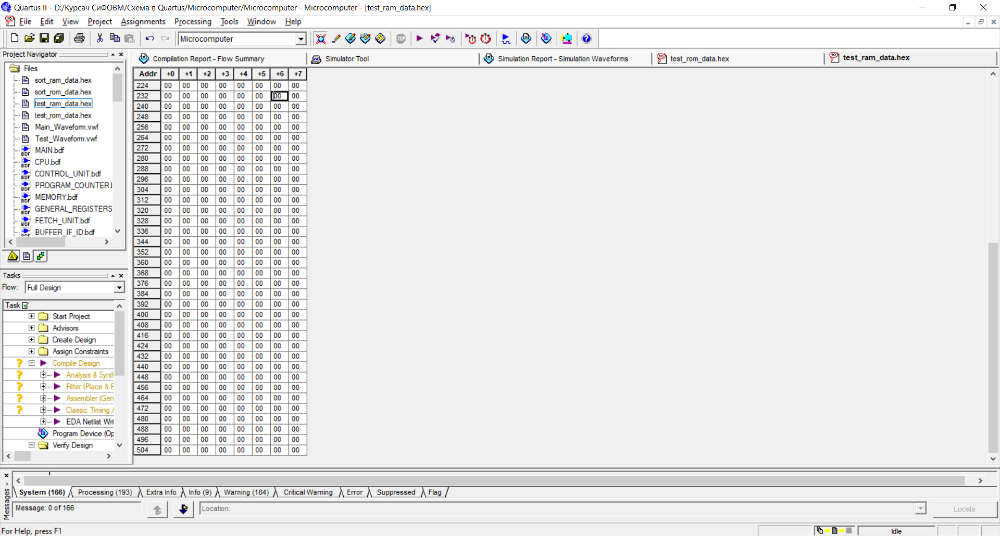 Quartus II - D:/Курсач СиФОВМ/Схема в Quartus/Microcomputer/Microcomputer - Microcomputer - [test_ram_data.hex]
File Edit View Project Assignments Processing Tools Window Help
Microcomputer
Project Navigator
Files
sort_ram_data.hex
sort_rom_data.hex
test_ram_data.hex
test_rom_data.hex
Main_Waveform.vwf
Test_Waveform.vwf
MAIN.bdf
CPU.bdf
CONTROL_UNIT.bdf
PROGRAM_COUNTER.
MEMORY.bdf
GENERAL_REGISTERS
FETCH_UNIT.bdf
BUFFER_IF_ID.bdf
Tasks
Flow: Full Design
Task
Start Project
Advisors
Create Design
Assign Constraints
Compile Design
Analysis & Synt
Fitter (Place & F
Assembler (Gen
Classic Timing A
EDA Netlist Wri
Program Device (Op
Verify Design
Compilation Report - Flow Summary
Simulator Tool
Simulation Report - Simulation Waveforms
test_rom_data.hex
test_ram_data.hex
Addr +0 +1 +2 +3 +4 +5 +6 +7
224 00 00 00 00 00 00 00 00
232 00 00 00 00 00 00 00 00
240 00 00 00 00 00 00 00 00
248 00 00 00 00 00 00 00 00
256 00 00 00 00 00 00 00 00
264 00 00 00 00 00 00 00 00
272 00 00 00 00 00 00 00 00
280 00 00 00 00 00 00 00 00
288 00 00 00 00 00 00 00 00
296 00 00 00 00 00 00 00 00
304 00 00 00 00 00 00 00 00
312 00 00 00 00 00 00 00 00
320 00 00 00 00 00 00 00 00
328 00 00 00 00 00 00 00 00
336 00 00 00 00 00 00 00 00
344 00 00 00 00 00 00 00 00
352 00 00 00 00 00 00 00 00
360 00 00 00 00 00 00 00 00
368 00 00 00 00 00 00 00 00
376 00 00 00 00 00 00 00 00
384 00 00 00 00 00 00 00 00
392 00 00 00 00 00 00 00 00
400 00 00 00 00 00 00 00 00
408 00 00 00 00 00 00 00 00
416 00 00 00 00 00 00 00 00
424 00 00 00 00 00 00 00 00
432 00 00 00 00 00 00 00 00
440 00 00 00 00 00 00 00 00
448 00 00 00 00 00 00 00 00
456 00 00 00 00 00 00 00 00
464 00 00 00 00 00 00 00 00
472 00 00 00 00 00 00 00 00
480 00 00 00 00 00 00 00 00
488 00 00 00 00 00 00 00 00
496 00 00 00 00 00 00 00 00
504 00 00 00 00 00 00 00 00
Messages
System (166) Processing (193) Extra Info Info (9) Warning (184) Critical Warning Error Suppressed Flag
Message: 0 of 166
Location:
Locate
For Help, press F1
Idle